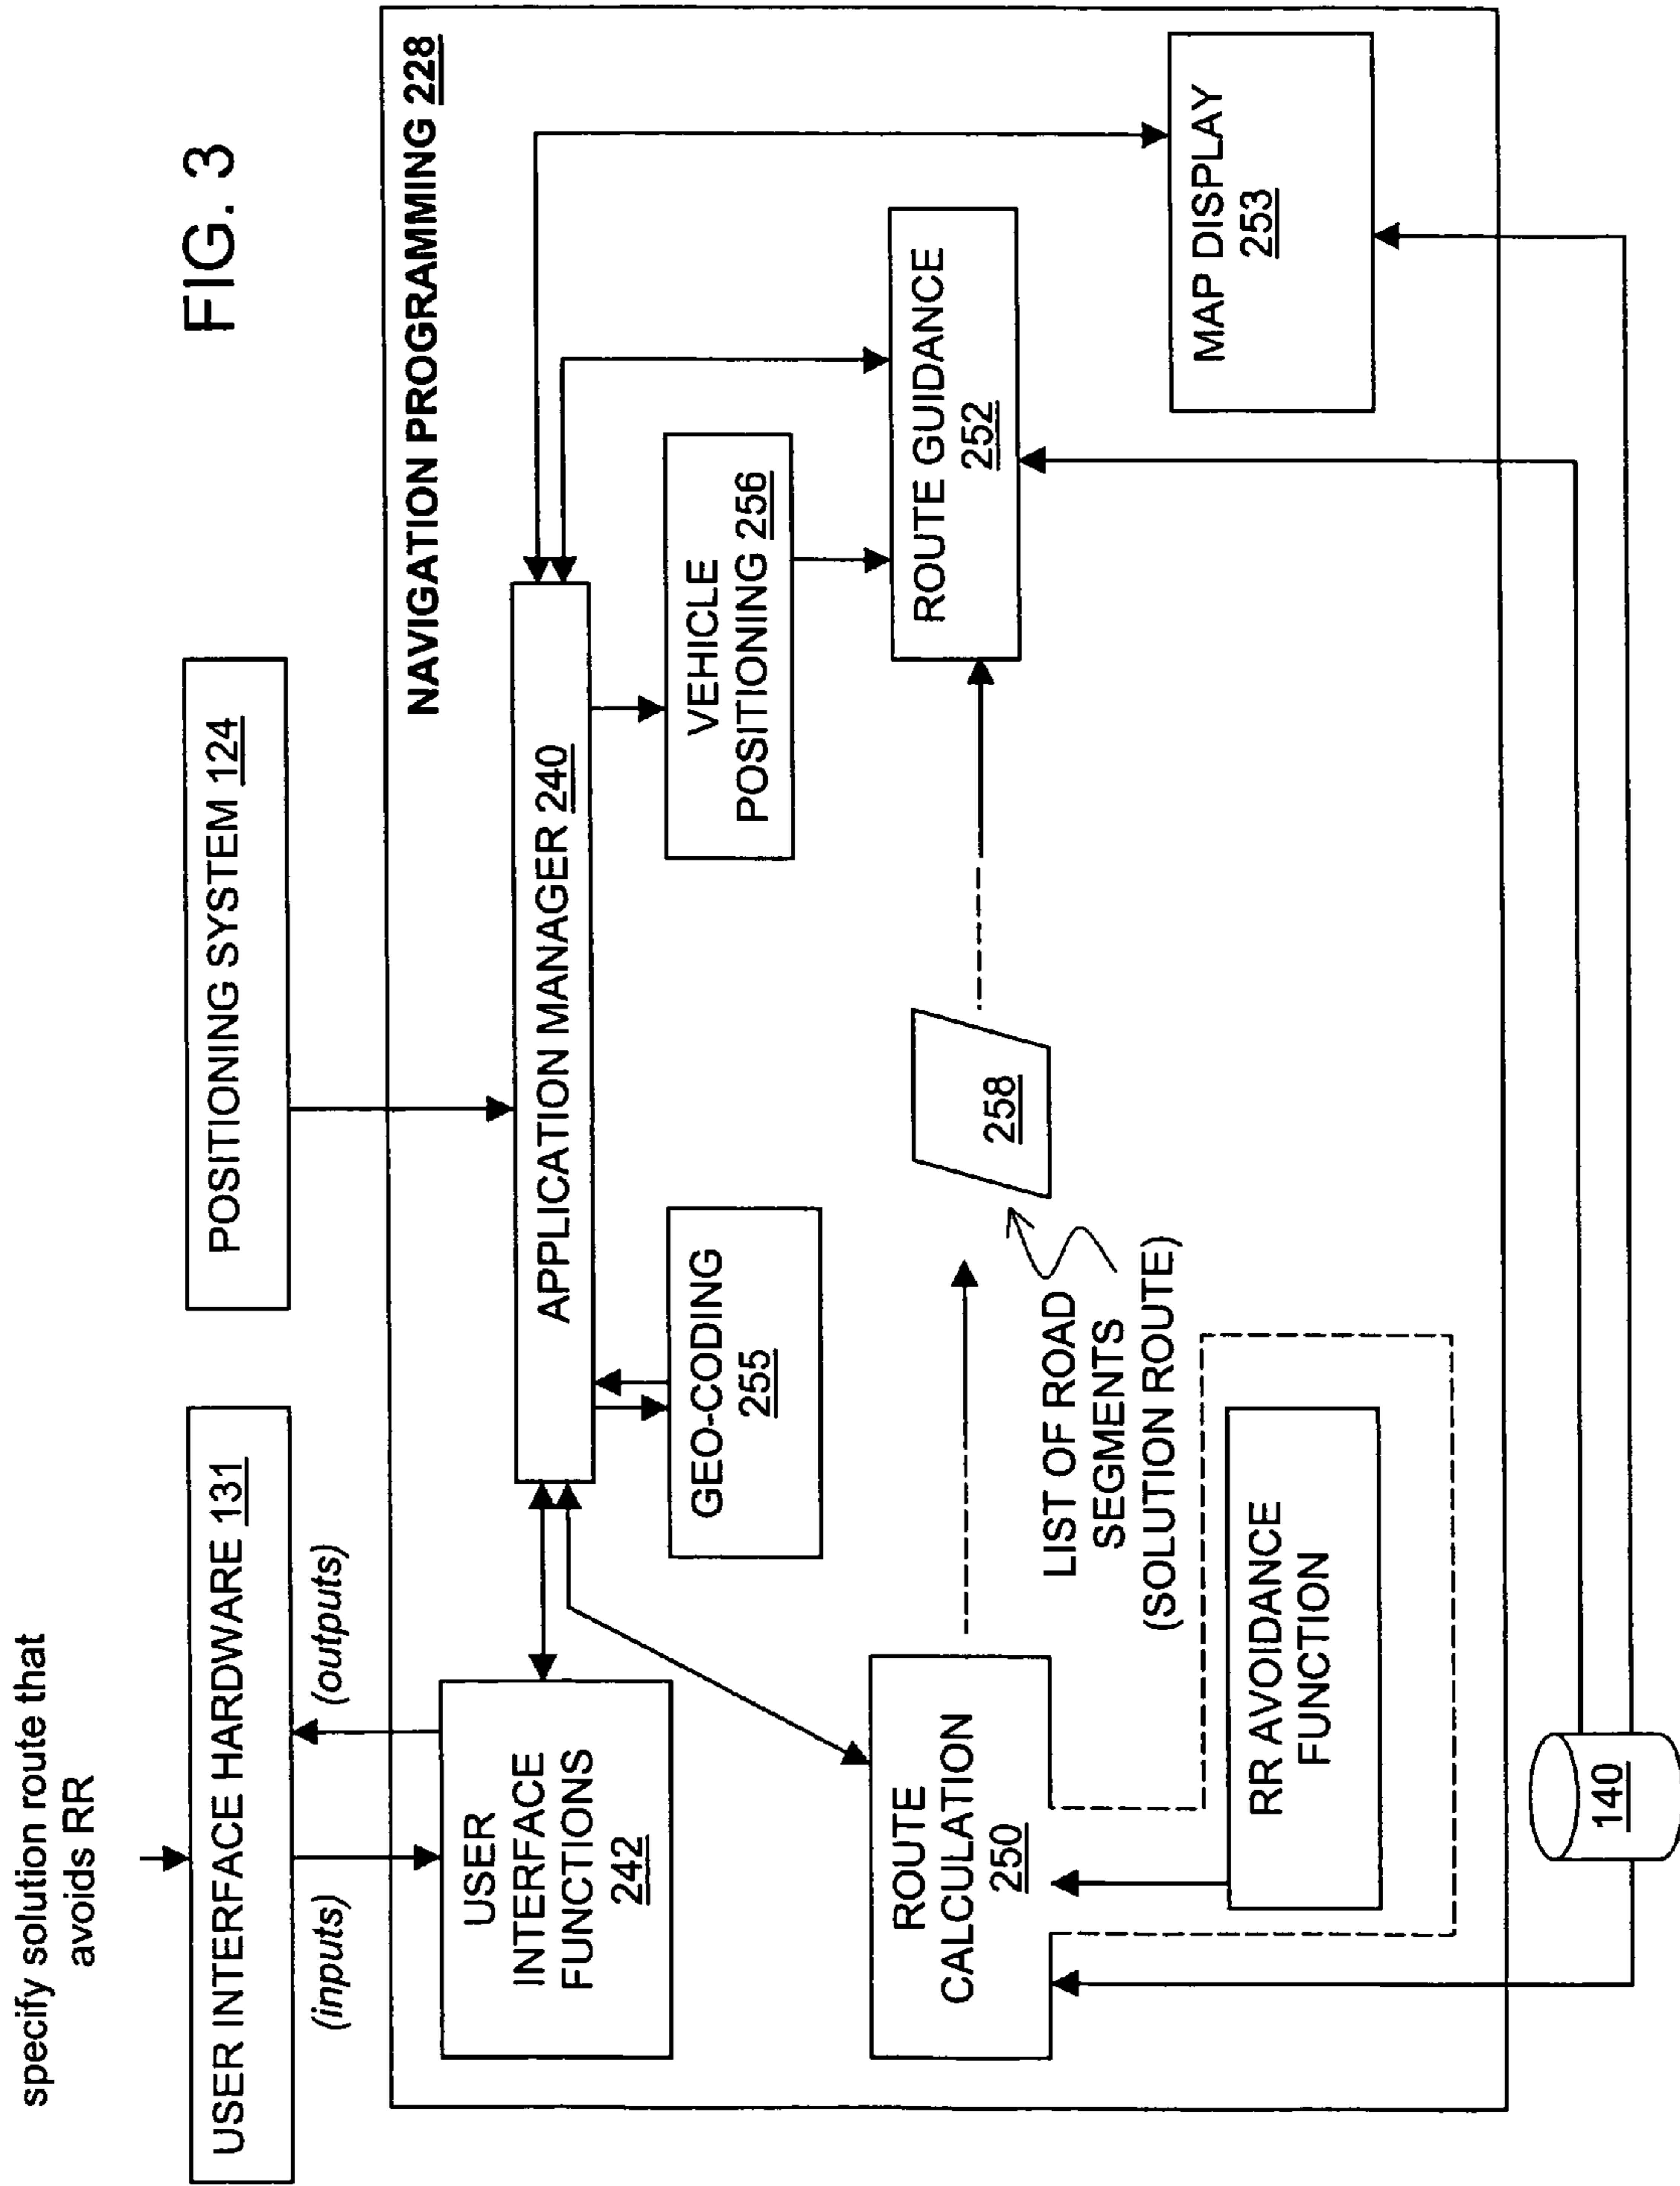 FIG. 3
specify solution route that
avoids RR
USER INTERFACE HARDWARE 131
POSITIONING SYSTEM 124
(inputs)
(outputs)
NAVIGATION PROGRAMMING 228
USER
INTERFACE
FUNCTIONS
242
APPLICATION MANAGER 240
GEO-CODING
255
VEHICLE
POSITIONING 256
ROUTE
CALCULATION
250
258
LIST OF ROAD
SEGMENTS
(SOLUTION ROUTE)
ROUTE GUIDANCE
252
MAP DISPLAY
253
RR AVOIDANCE
FUNCTION
140